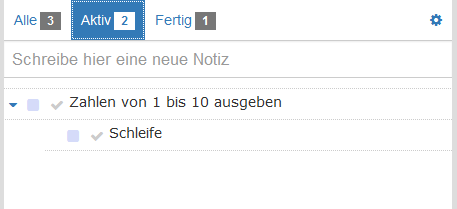 Alle 3 Aktiv 2 Fertig 1
Schreibe hier eine neue Notiz
Zahlen von 1 bis 10 ausgeben
Schleife